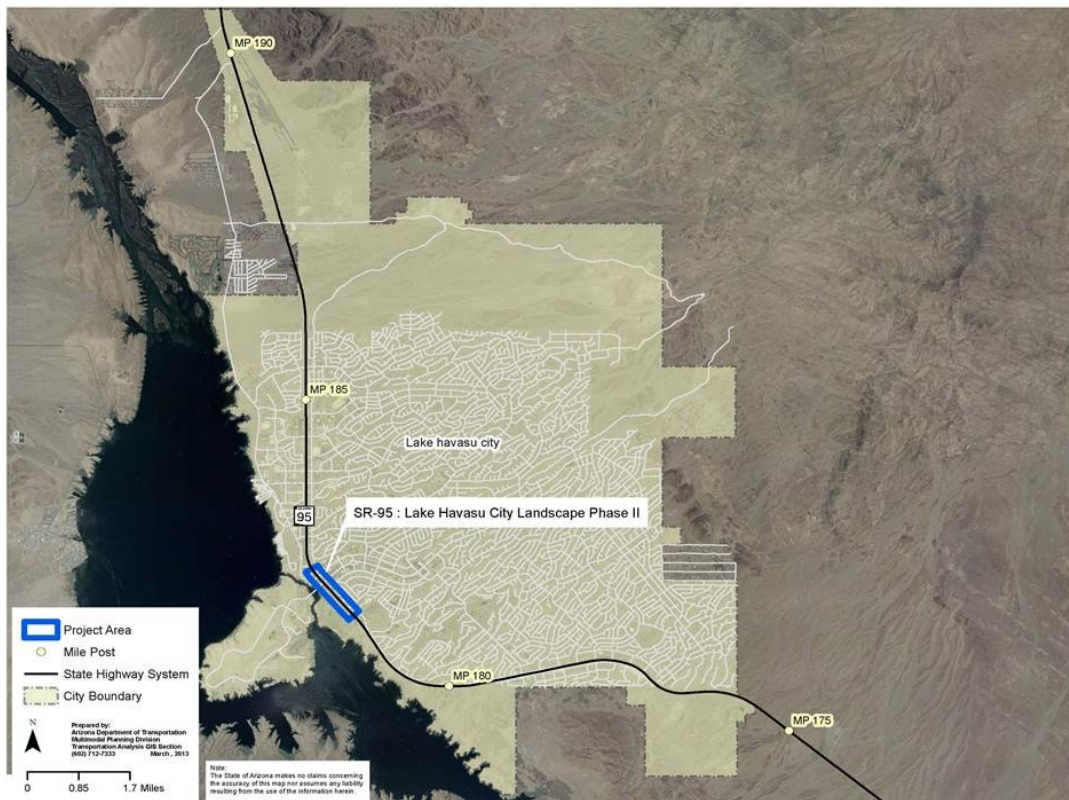 MP 190
MP 185
Lake havasu city
95
SR-95 : Lake Havasu City Landscape Phase II
MP 180
MP 175
Project Area
Mile Post
State Highway System
City Boundary
N
Prepared by:
Arizona Department of Transportation
Multimodal Planning Division
Transportation Analysis GIS Section
(602) 712-7333 March , 2013
0 0.85 1.7 Miles
Note:
The State of Arizona makes no claims concerning
the accuracy of this map nor assumes any liability
resulting from the use of the information herein.